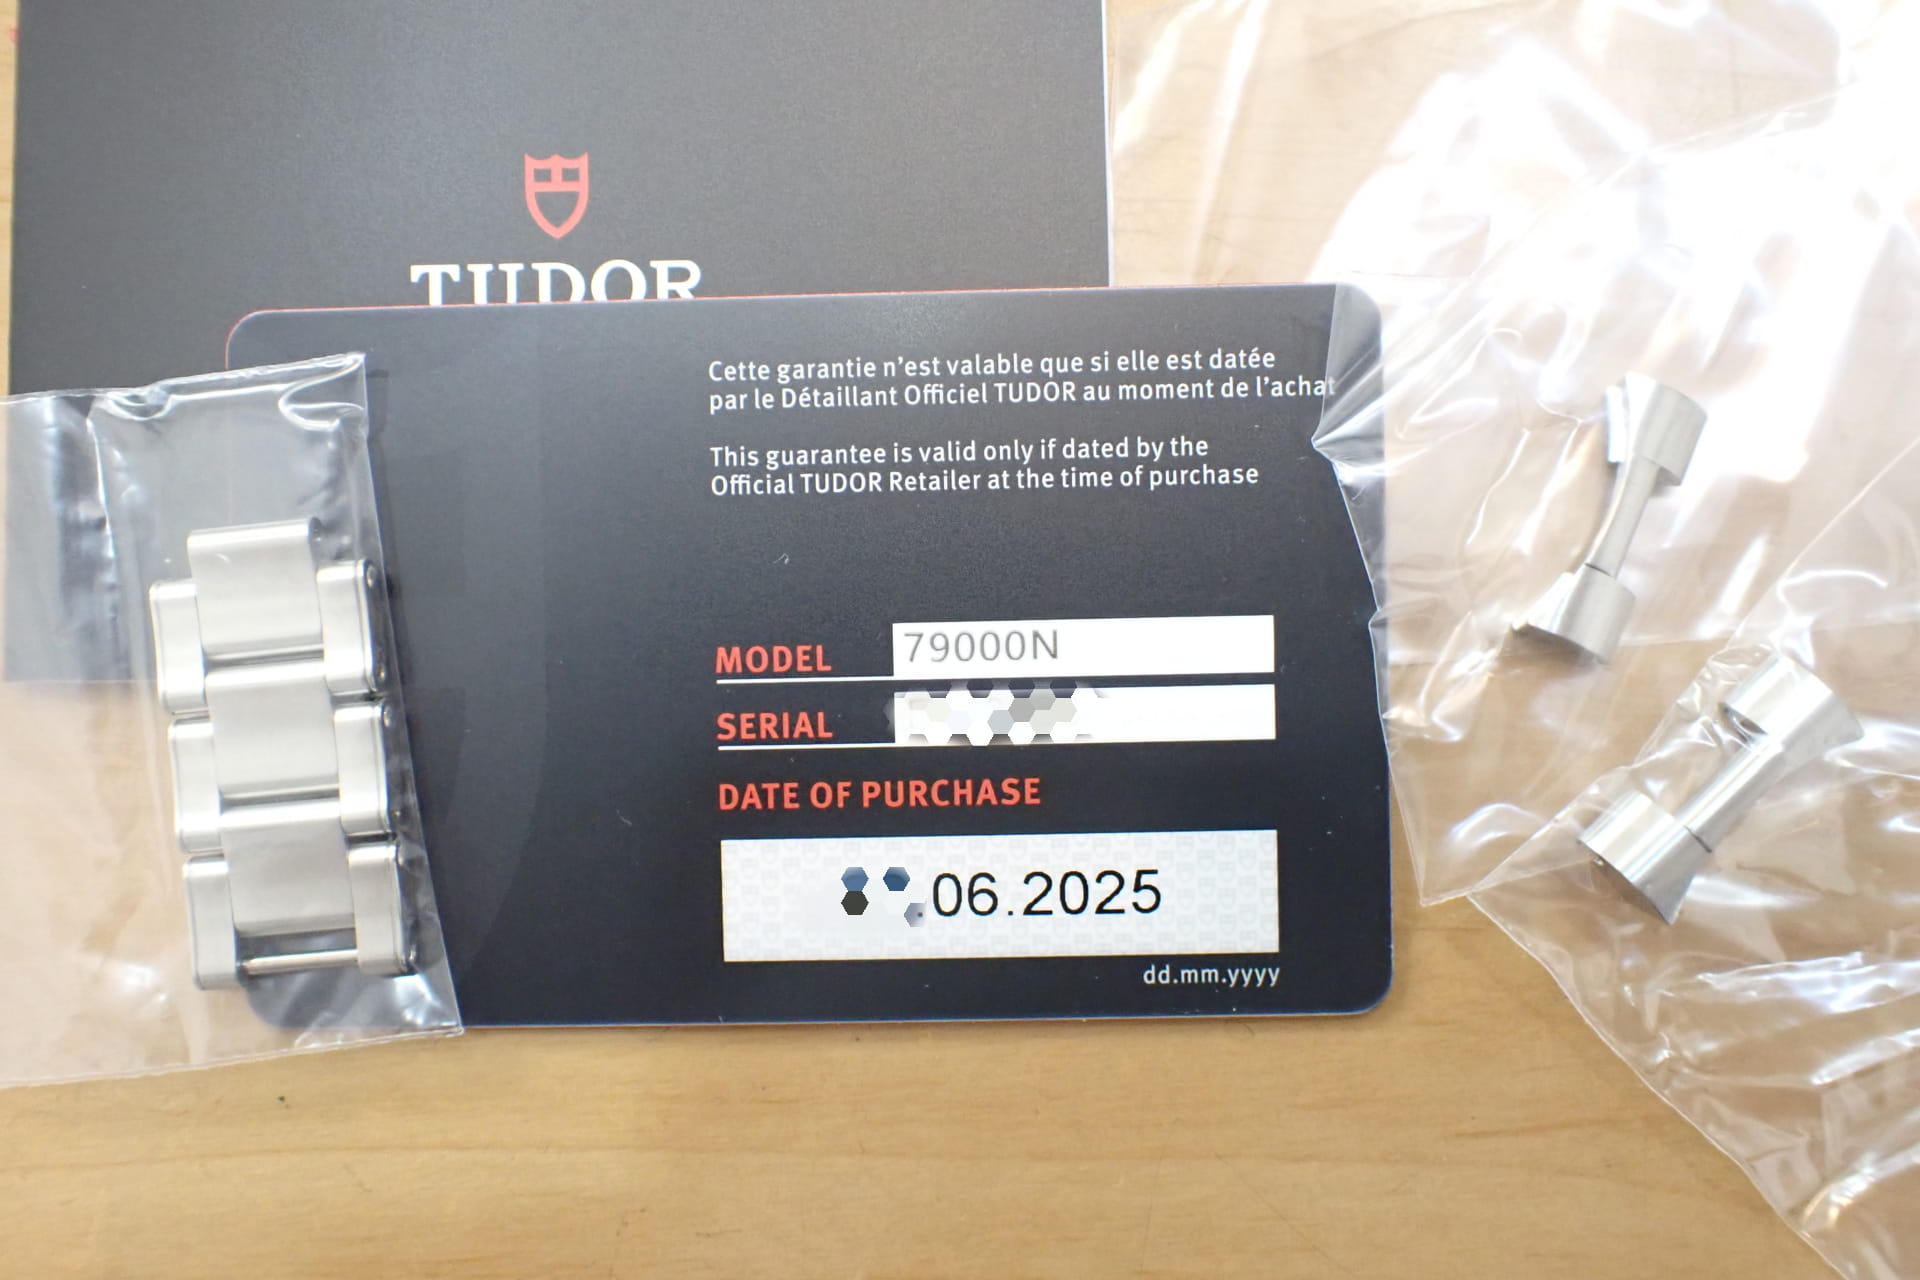 TUDOR
Cette garantie n'est valable que si elle est datée
par le Détaillant Officiel TUDOR au moment de l'achat
This guarantee is valid only if dated by the
Official TUDOR Retailer at the time of purchase
MODEL 79000N
SERIAL
DATE OF PURCHASE
06.2025
dd.mm.yyyy